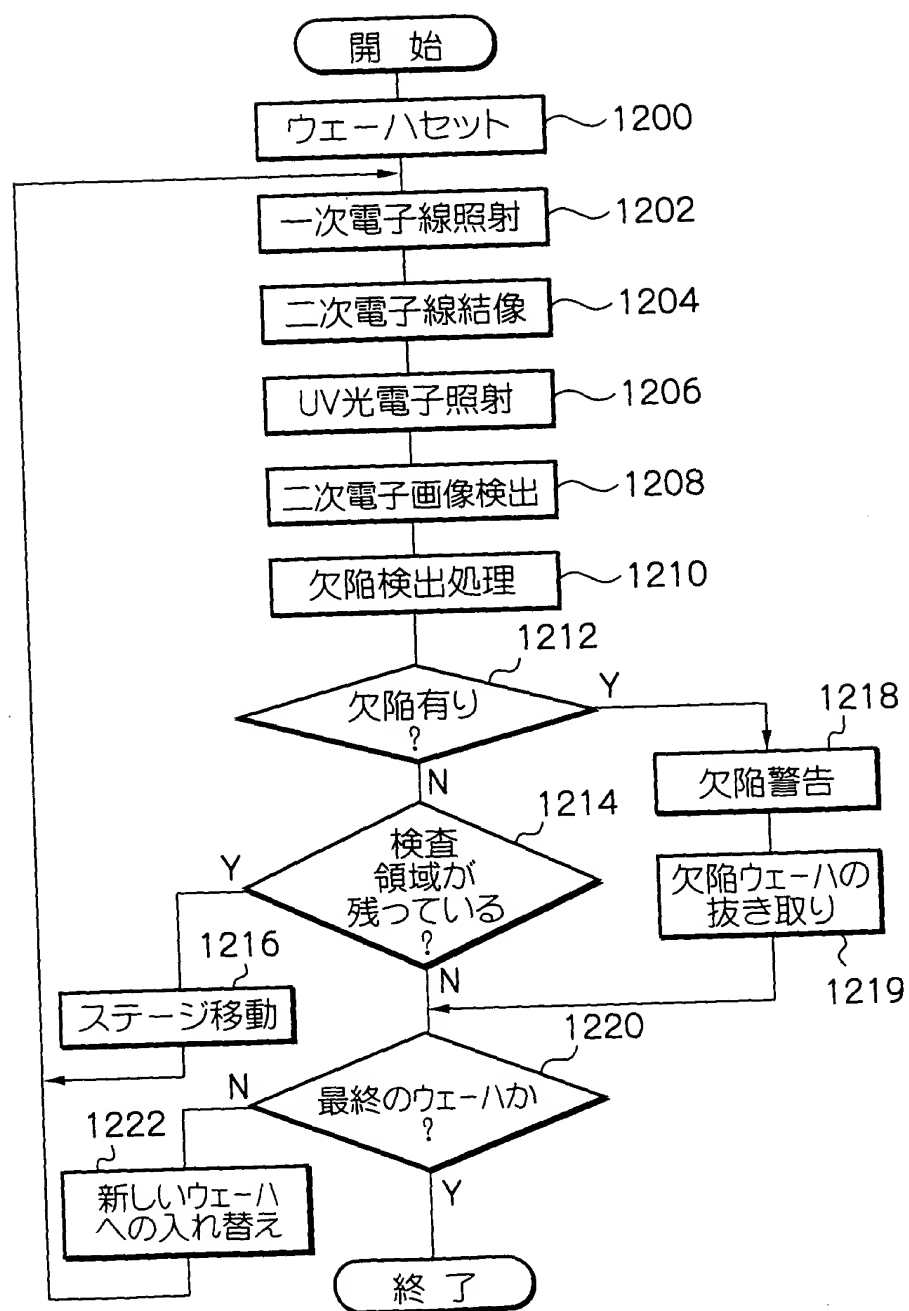 開始
ウェーハセット
1200
一次電子線照射
1202
二次電子線結像
1204
UV光電子照射
1206
二次電子画像検出
1208
欠陥検出処理
1210
1212
欠陥有り
?
Y
N
1218
欠陥警告
1214
検査
領域が
残っている
?
Y
N
欠陥ウェーハの
抜き取り
1219
1216
ステージ移動
1220
最終のウェーハか
?
N
Y
1222
新しいウェーハ
への入れ替え
終了